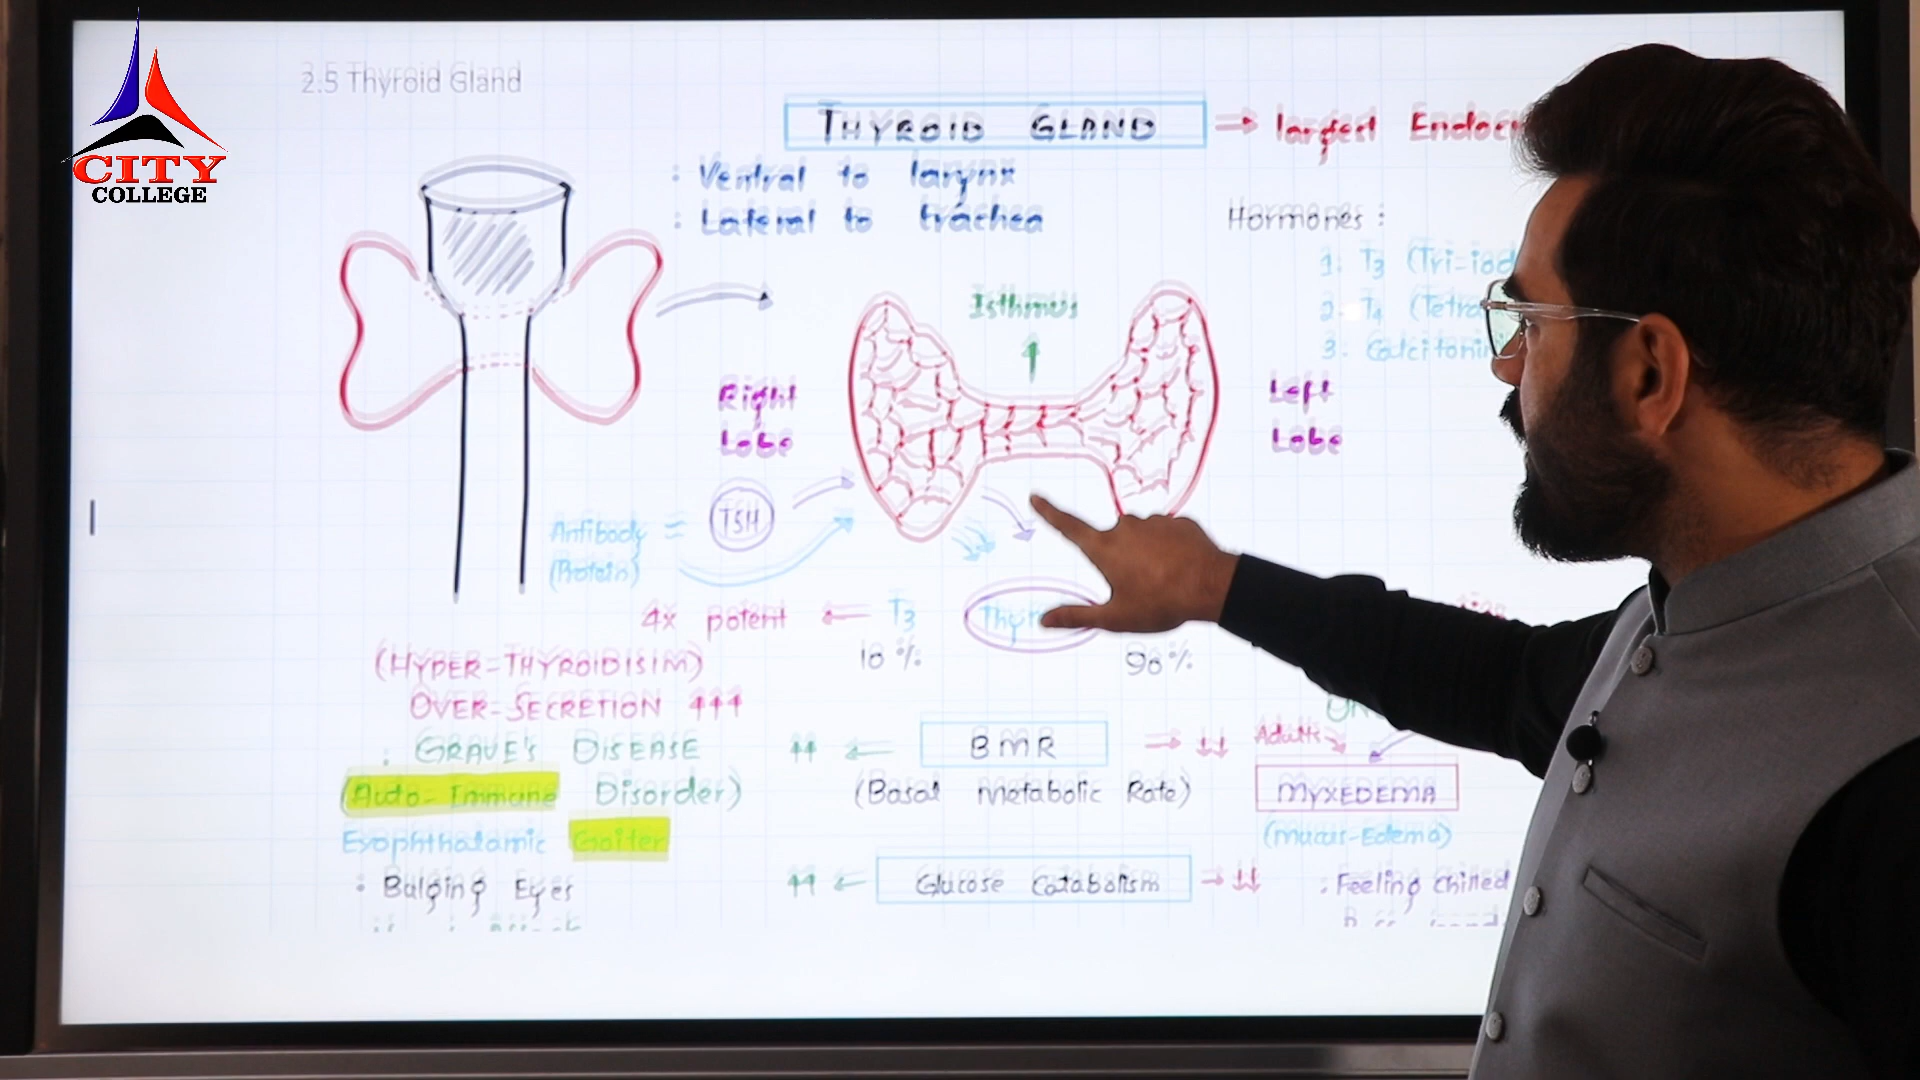 CITY
COLLEGE
2.5 Thyroid Gland
THYROID GLAND
largest
: Ventral to larynx
: Lateral to trachea
Hormones :
1. T3 (Tri-iod
2. T4 (Tetra
3. Calcitonin
Isthmus
Right
Lobe
Left
Lobe
TSH
Antibody =
(Protein)
4x potent
T3
10 %
90 %
(HYPER-THYROIDISIM)
OVER-SECRETION
: GRAVE'S DISEASE
(Auto-Immune Disorder)
Exophthalamic Goiter
: Bulging Eyes
BMR
(Basal Metabolic Rate)
Glucose Catabolism
Adults
MYXEDEMA
(Mucus-Edema)
: Feeling chilled